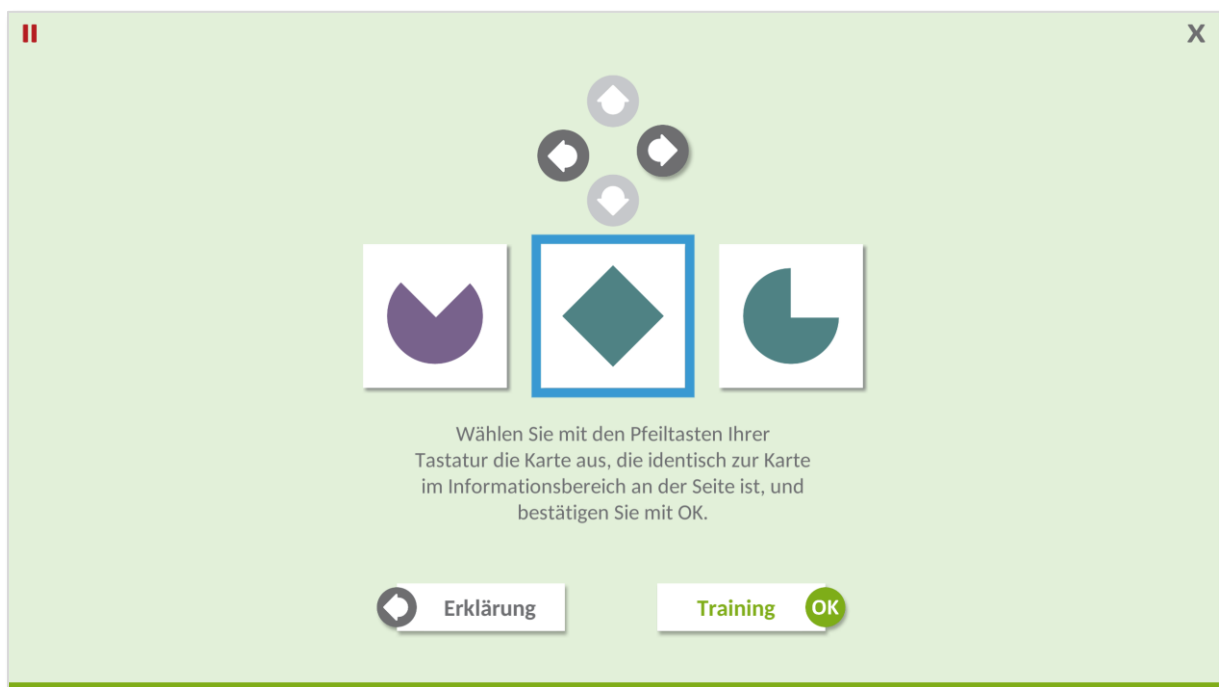 X
Wählen Sie mit den Pfeiltasten Ihrer
Tastatur die Karte aus, die identisch zur Karte
im Informationsbereich an der Seite ist, und
bestätigen Sie mit OK.
Erklärung
Training OK